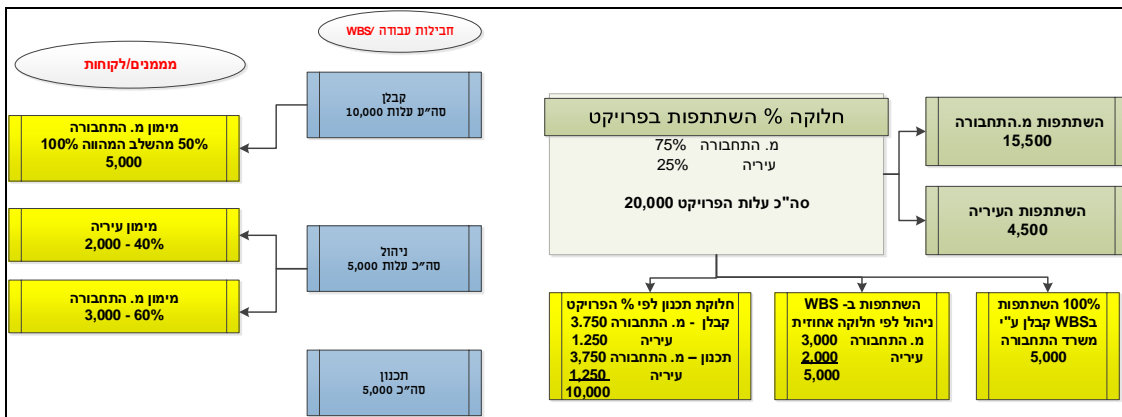 חבילות עבודה /WBS
מממנים/לקוחות
קבלן
סה"ע עלות 10,000
מימון מ. התחבורה
50% מהשלב המהווה 100%
5,000
מימון עיריה
2,000 - 40%
ניהול
סה"כ עלות 5,000
מימון מ. התחבורה
3,000 - 60%
תכנון
סה"כ 5,000
חלוקה % השתתפות בפרויקט
מ. התחבורה 75%
עיריה 25%
סה"כ עלות הפרויקט 20,000
השתתפות מ.התחבורה
15,500
השתתפות העיריה
4,500
100% השתתפות
בWBS קבלן ע"י
משרד התחבורה
5,000
השתתפות ב- WBS
ניהול לפי חלוקה אחוזית
מ. התחבורה 3,000
עיריה 2,000
5,000
חלוקת תכנון לפי % הפרויקט
קבלן - מ. התחבורה 3.750
עיריה 1.250
תכנון – מ. התחבורה 3,750
עיריה 1,250
10,000